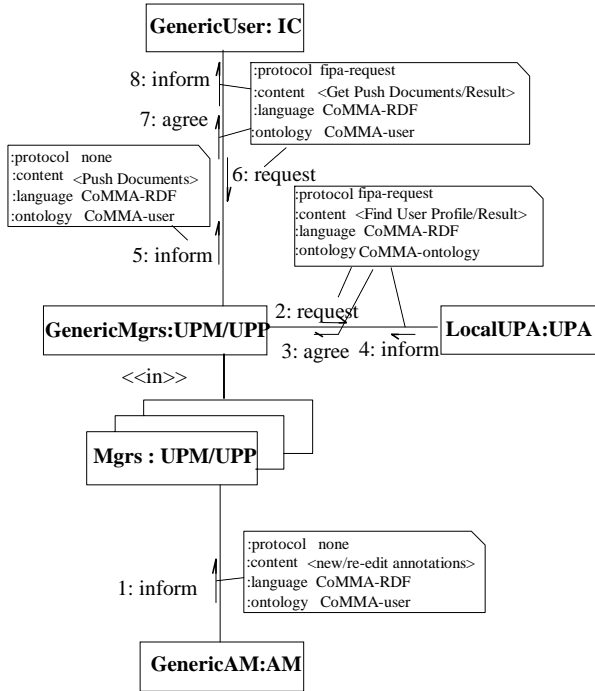 GenericUser: IC
8: inform
:protocol fipa-request
:content <Get Push Documents/Result>
:language CoMMA-RDF
:ontology CoMMA-user
7: agree
:protocol none
:content <Push Documents>
:language CoMMA-RDF
:ontology CoMMA-user
6: request
:protocol fipa-request
:content <Find User Profile/Result>
:language CoMMA-RDF
:ontology CoMMA-ontology
5: inform
2: request
GenericMgrs:UPM/UPP
LocalUPA:UPA
3: agree
4: inform
<<in>>
Mgrs : UPM/UPP
:protocol none
:content <new/re-edit annotations>
:language CoMMA-RDF
:ontology CoMMA-user
1: inform
GenericAM:AM